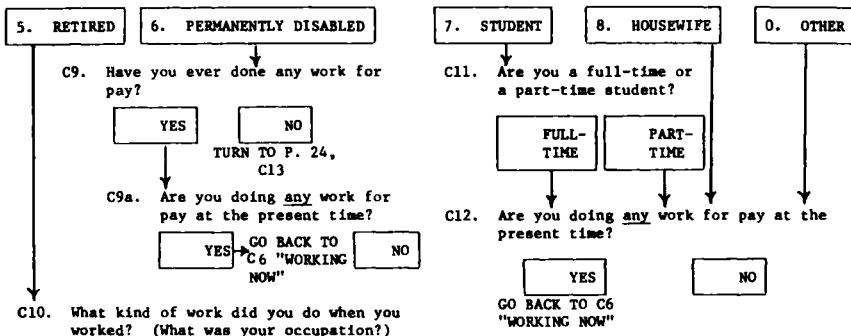 5. RETIRED
6. PERMANENTLY DISABLED
7. STUDENT
8. HOUSEWIFE
0. OTHER
C9. Have you ever done any work for
pay?
YES
NO
TURN TO P. 24,
C13
C9a. Are you doing any work for
pay at the present time?
YES
GO BACK TO
C6 "WORKING
NOW"
NO
C10. What kind of work did you do when you
worked? (What was your occupation?)
C11. Are you a full-time or
a part-time student?
FULL-
TIME
PART-
TIME
C12. Are you doing any work for pay at the
present time?
YES
GO BACK TO C6
"WORKING NOW"
NO